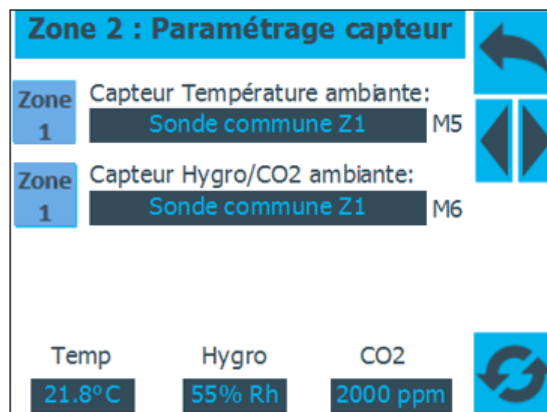 Zone 2 : Paramétrage capteur
Zone 1
Capteur Température ambiante:
Sonde commune Z1 M5
Zone 1
Capteur Hygro/CO2 ambiante:
Sonde commune Z1 M6
Temp Hygro CO2
21.8°C 55% Rh 2000 ppm